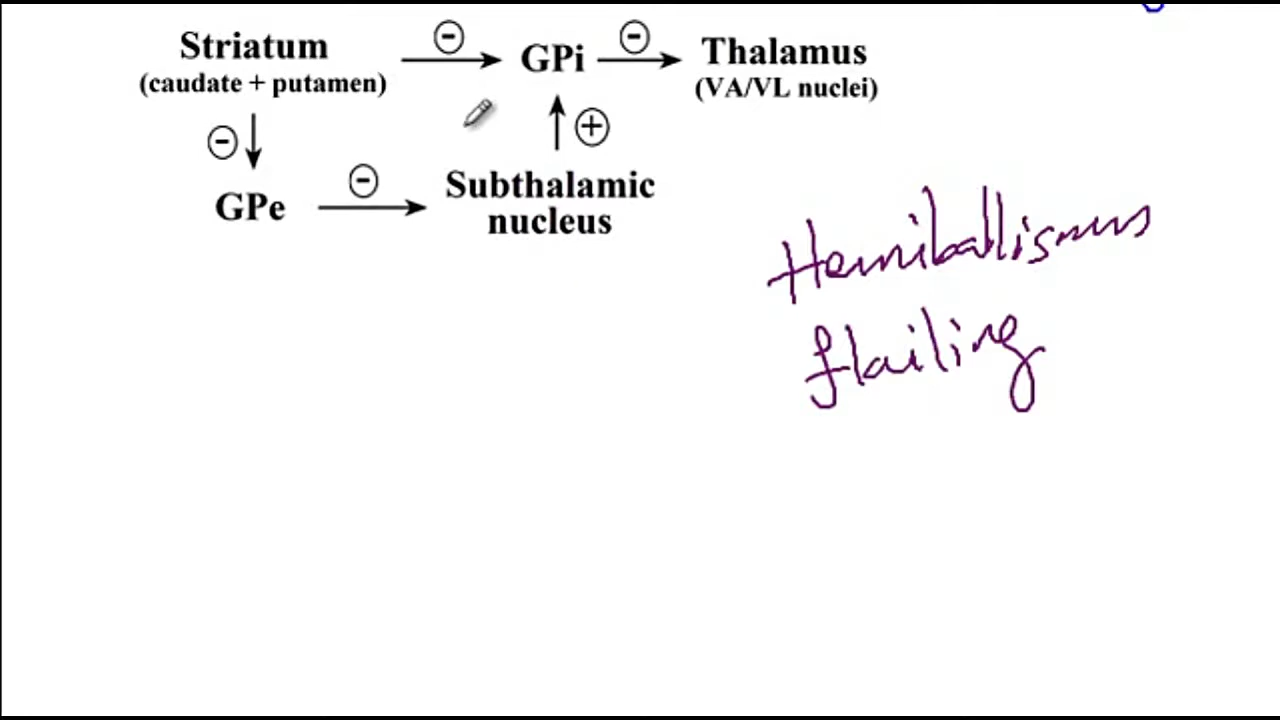 Striatum ⊖ GPi ⊖ Thalamus
(caudate + putamen) (VA/VL nuclei)
⊖ ⊕
GPe ⊖ Subthalamic
nucleus
Hemiballismus
flailing